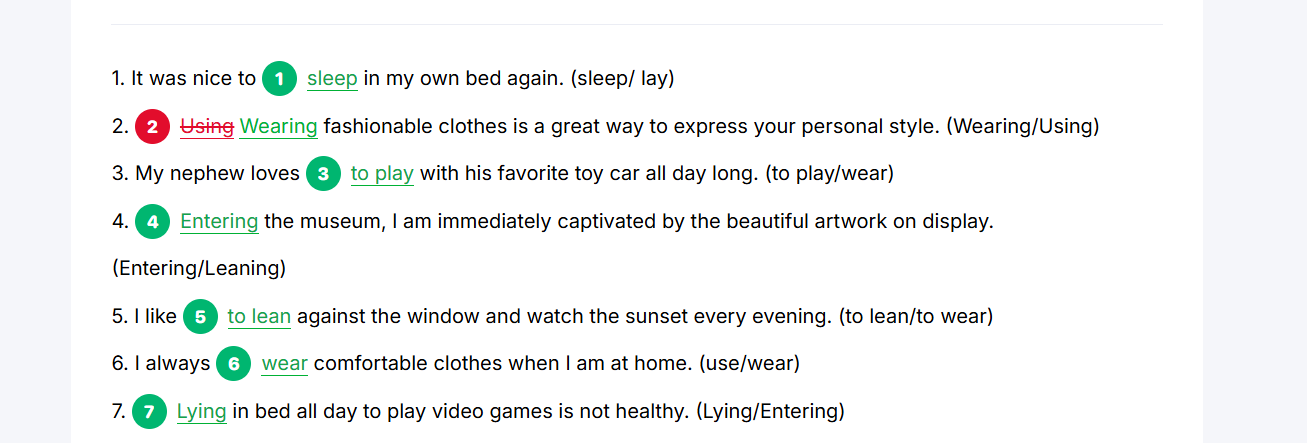 1. It was nice to 1 sleep in my own bed again. (sleep/ lay)
2. 2 Using Wearing fashionable clothes is a great way to express your personal style. (Wearing/Using)
3. My nephew loves 3 to play with his favorite toy car all day long. (to play/wear)
4. 4 Entering the museum, I am immediately captivated by the beautiful artwork on display.
(Entering/Leaning)
5. I like 5 to lean against the window and watch the sunset every evening. (to lean/to wear)
6. I always 6 wear comfortable clothes when I am at home. (use/wear)
7. 7 Lying in bed all day to play video games is not healthy. (Lying/Entering)